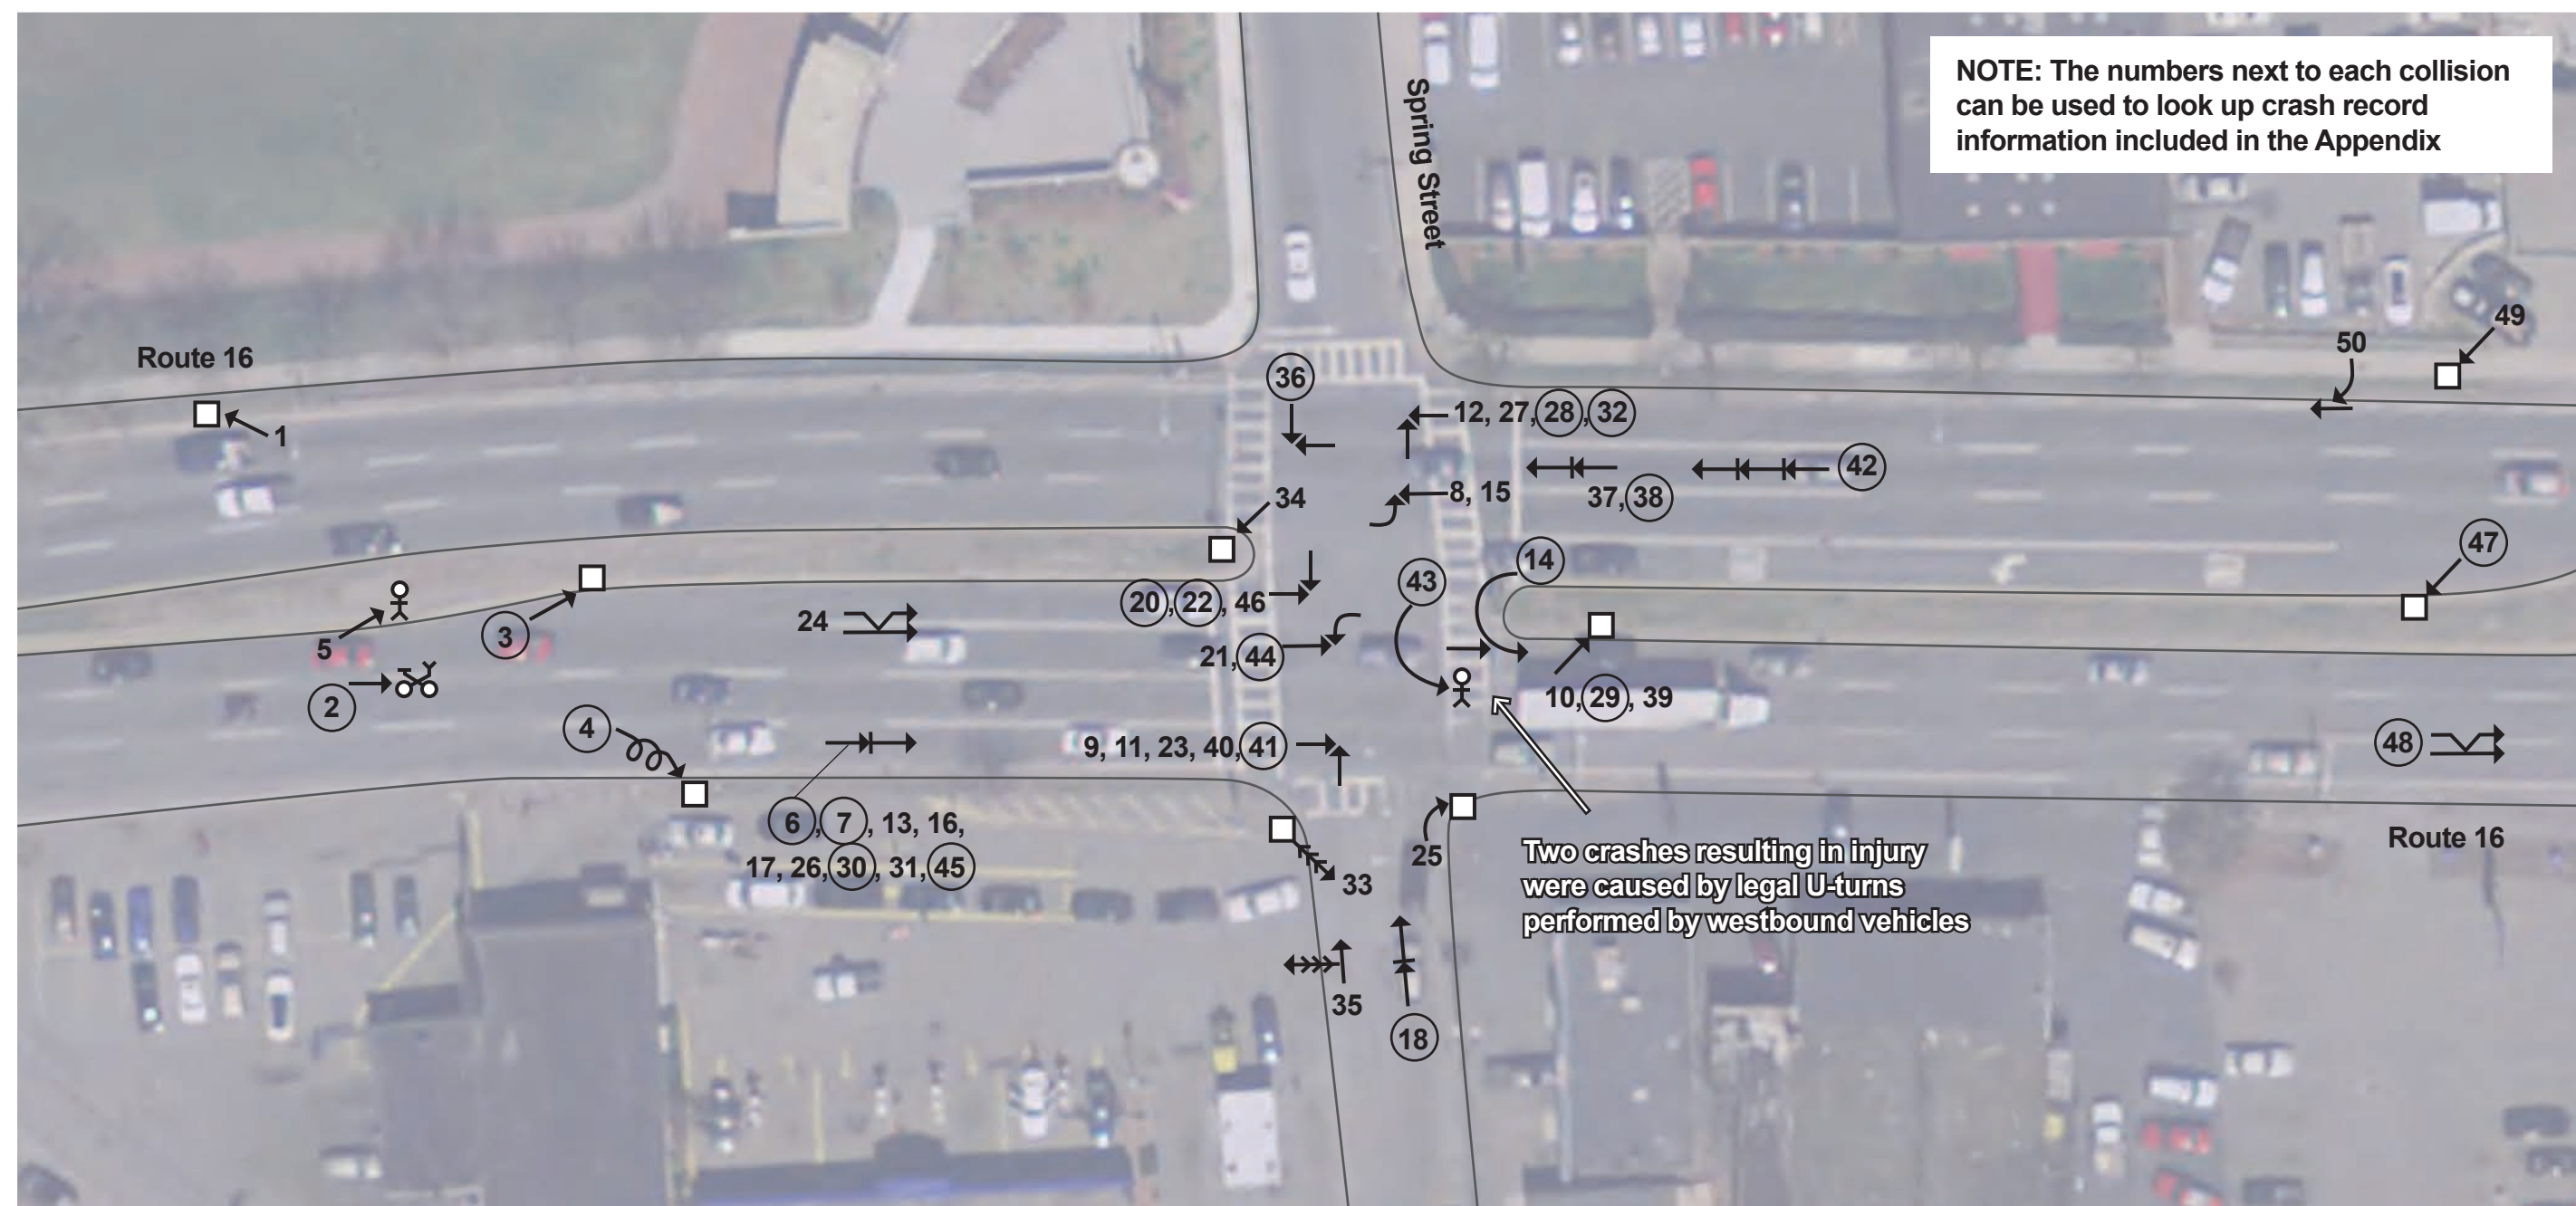 NOTE: The numbers next to each collision
can be used to look up crash record
information included in the Appendix
Spring Street
Route 16
1
49
50
36
12, 27, 28, 32
42
37, 38
8, 15
34
47
14
43
20, 22, 46
24
5
3
21, 44
2
10, 29, 39
4
9, 11, 23, 40, 41
48
6, 7, 13, 16,
17, 26, 30, 31, 45
Route 16
25
33
Two crashes resulting in injury
were caused by legal U-turns
performed by westbound vehicles
35
18